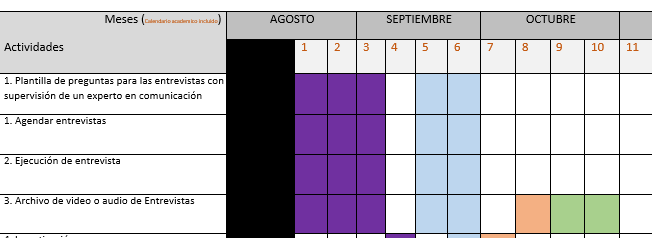 Meses (Calendario academico incluido)
AGOSTO SEPTIEMBRE OCTUBRE
Actividades
1 2 3 4 5 6 7 8 9 10 11
1. Plantilla de preguntas para las entrevistas con
supervisión de un experto en comunicación
1. Agendar entrevistas
2. Ejecución de entrevista
3. Archivo de video o audio de Entrevistas